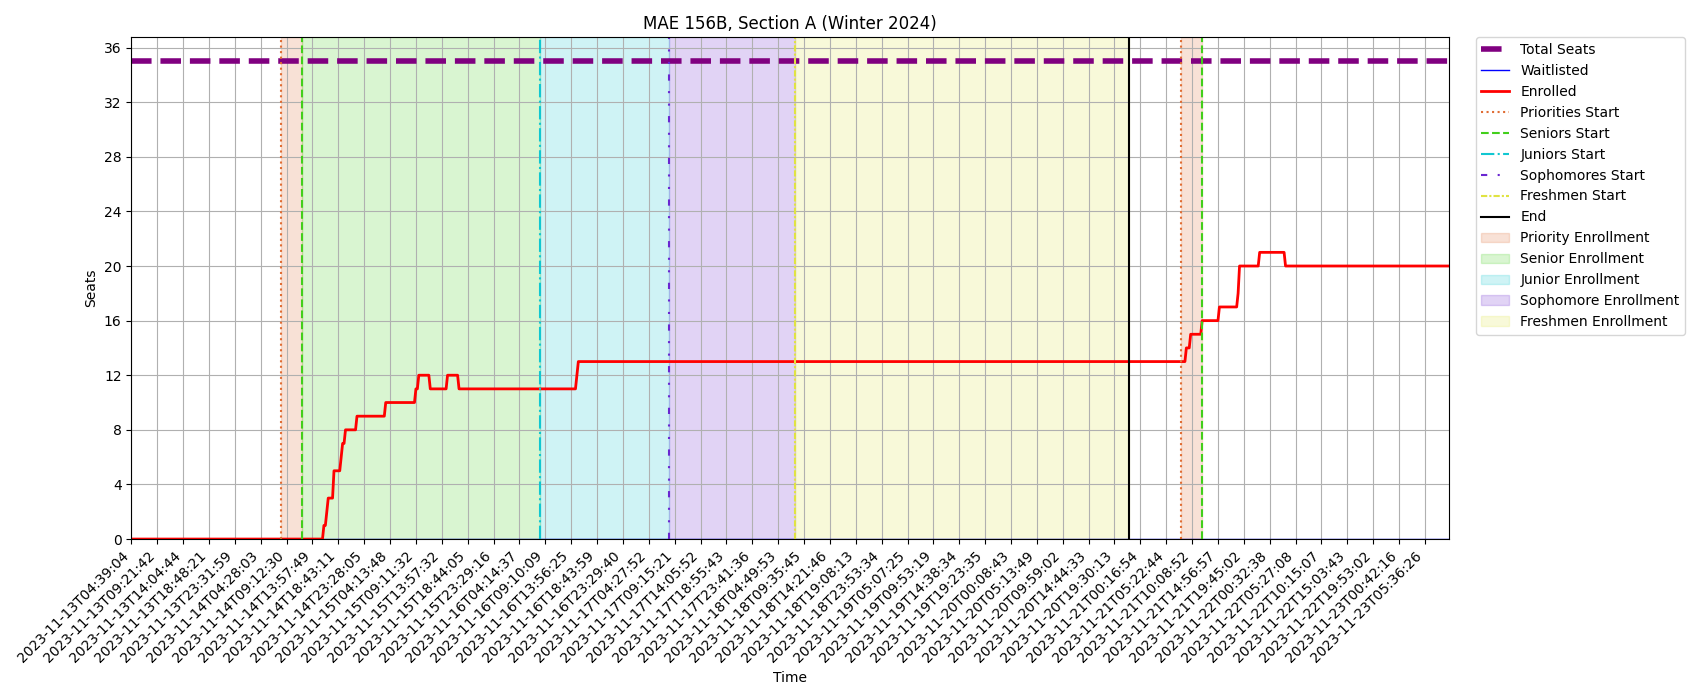 MAE 156B, Section A (Winter 2024)
36
32
28
24
20
16
12
8
4
0
Seats
2023-11-13T04:39:04
2023-11-13T09:21:42
2023-11-13T14:04:44
2023-11-13T18:48:21
2023-11-13T23:31:59
2023-11-14T04:28:03
2023-11-14T09:12:30
2023-11-14T13:57:49
2023-11-14T18:43:11
2023-11-14T23:28:05
2023-11-15T04:13:48
2023-11-15T09:11:32
2023-11-15T13:57:32
2023-11-15T18:44:05
2023-11-15T23:29:16
2023-11-16T04:14:37
2023-11-16T09:10:09
2023-11-16T13:56:25
2023-11-16T18:43:59
2023-11-16T23:29:40
2023-11-17T04:27:52
2023-11-17T09:15:21
2023-11-17T14:05:52
2023-11-17T18:55:43
2023-11-17T23:41:36
2023-11-18T04:49:53
2023-11-18T09:35:45
2023-11-18T14:21:46
2023-11-18T19:08:13
2023-11-18T23:53:34
2023-11-19T05:07:25
2023-11-19T09:53:19
2023-11-19T14:38:34
2023-11-19T19:23:35
2023-11-20T00:08:43
2023-11-20T05:13:49
2023-11-20T09:59:02
2023-11-20T14:44:33
2023-11-20T19:30:13
2023-11-21T00:16:54
2023-11-21T05:22:44
2023-11-21T10:08:52
2023-11-21T14:56:57
2023-11-21T19:45:02
2023-11-22T00:32:38
2023-11-22T05:27:08
2023-11-22T10:15:07
2023-11-22T15:03:43
2023-11-22T19:53:02
2023-11-23T00:42:16
2023-11-23T05:36:26
Time
Total Seats
Waitlisted
Enrolled
Priorities Start
Seniors Start
Juniors Start
Sophomores Start
Freshmen Start
End
Priority Enrollment
Senior Enrollment
Junior Enrollment
Sophomore Enrollment
Freshmen Enrollment